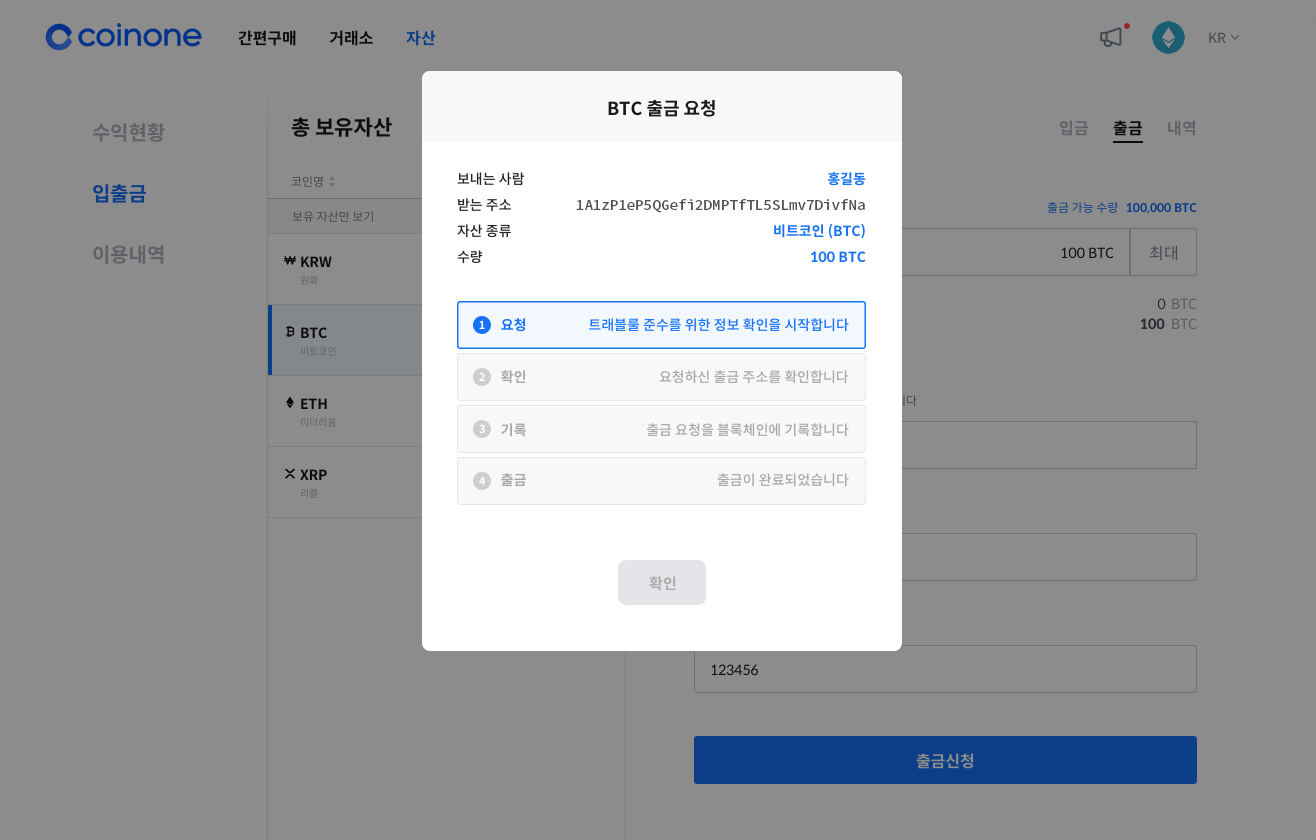 coinone 간편구매 거래소 자산 KR
수익현황
입출금
이용내역
총 보유자산
코인명
보유 자산만 보기
KRW
원화
BTC
비트코인
ETH
이더리움
XRP
리플
BTC 출금 요청
보내는 사람 홍길동
받는 주소 1A1zP1eP5QGefi2DMPTfTL5SLmv7DivfNa
자산 종류 비트코인 (BTC)
수량 100 BTC
1 요청 트래블룰 준수를 위한 정보 확인을 시작합니다
2 확인 요청하신 출금 주소를 확인합니다
3 기록 출금 요청을 블록체인에 기록합니다
4 출금 출금이 완료되었습니다
확인
입금 출금 내역
출금 가능 수량 100,000 BTC
100 BTC 최대
0 BTC
100 BTC
123456
출금신청